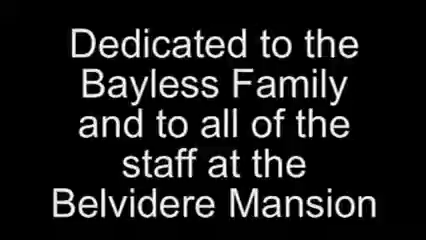 Dedicated to the
Bayless Family
and to all of the
staff at the
Belvidere Mansion